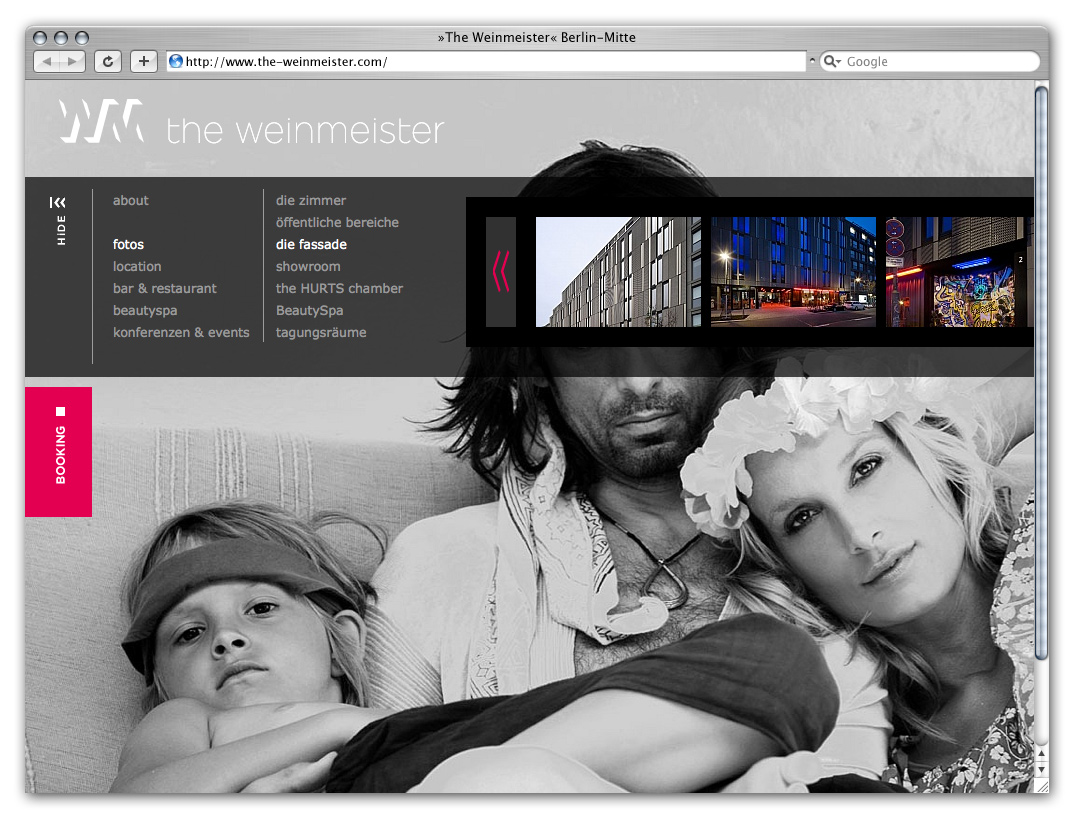 »The Weinmeister« Berlin-Mitte
http://www.the-weinmeister.com/
Google
WM the weinmeister
HiDE
about
fotos
location
bar & restaurant
beautyspa
konferenzen & events
die zimmer
öffentliche bereiche
die fassade
showroom
the HURTS chamber
BeautySpa
tagungsräume
2
BOOKING